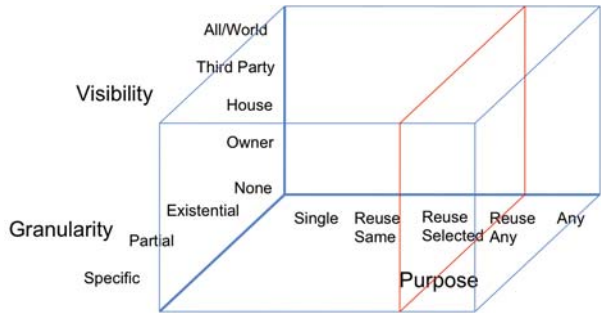 All/World
Third Party
Visibility
House
Owner
None
Existential
Granularity
Partial
Specific
Single Reuse Reuse Reuse Any
Same Selected Any
Purpose